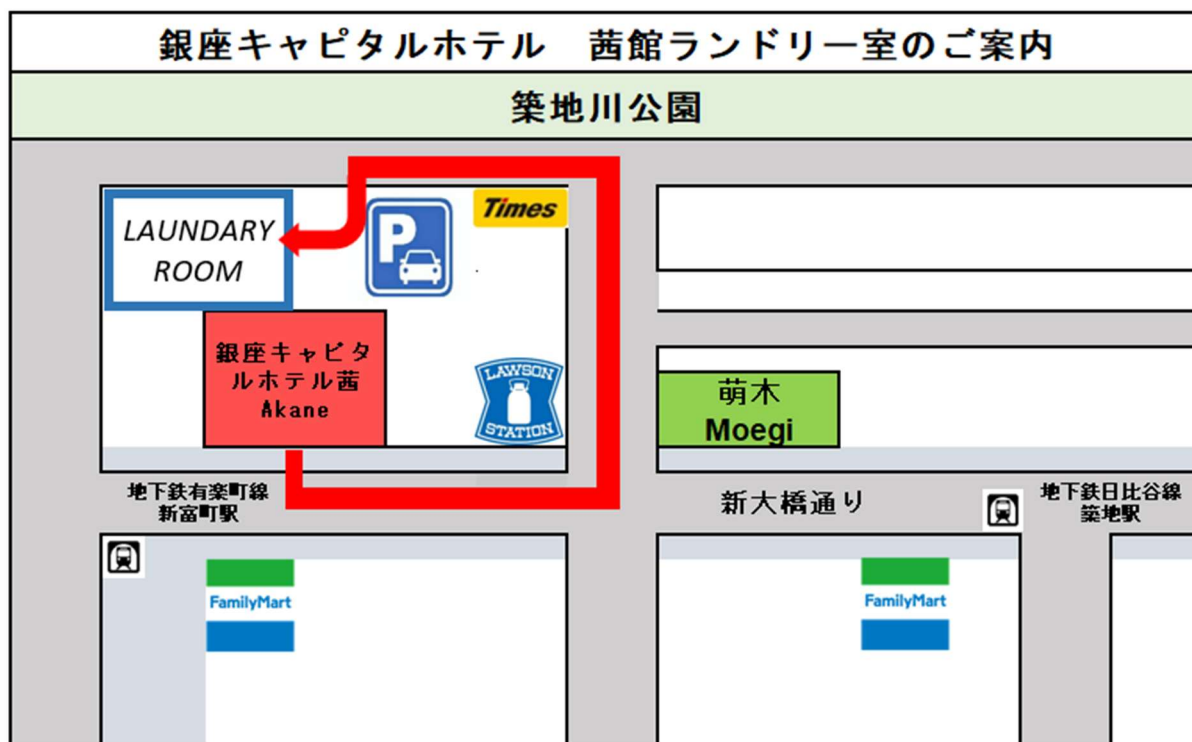 銀座キャピタルホテル　茜館ランドリー室のご案内
築地川公園
LAUNDARY
ROOM
P
Times
銀座キャピタ
ルホテル茜
Akane
LAWSON
STATION
萌木
Moegi
地下鉄有楽町線
新富町駅
新大橋通り
地下鉄日比谷線
築地駅
FamilyMart
FamilyMart